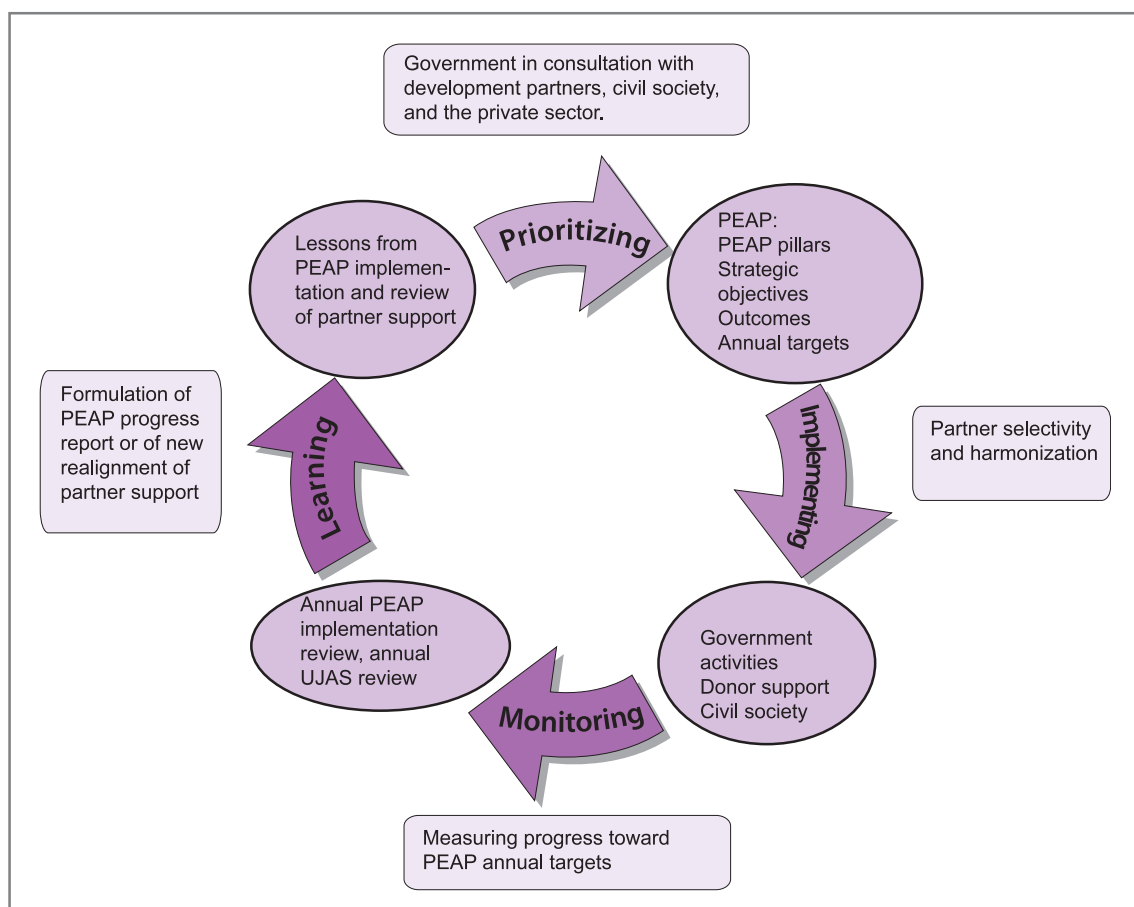 Government in consultation with
development partners, civil society,
and the private sector.
Prioritizing
Lessons from
PEAP implemen-
tation and review
of partner support
PEAP:
PEAP pillars
Strategic
objectives
Outcomes
Annual targets
Formulation of
PEAP progress
report or of new
realignment of
partner support
Learning
Implementing
Partner selectivity
and harmonization
Annual PEAP
implementation
review, annual
UJAS review
Government
activities
Donor support
Civil society
Monitoring
Measuring progress toward
PEAP annual targets